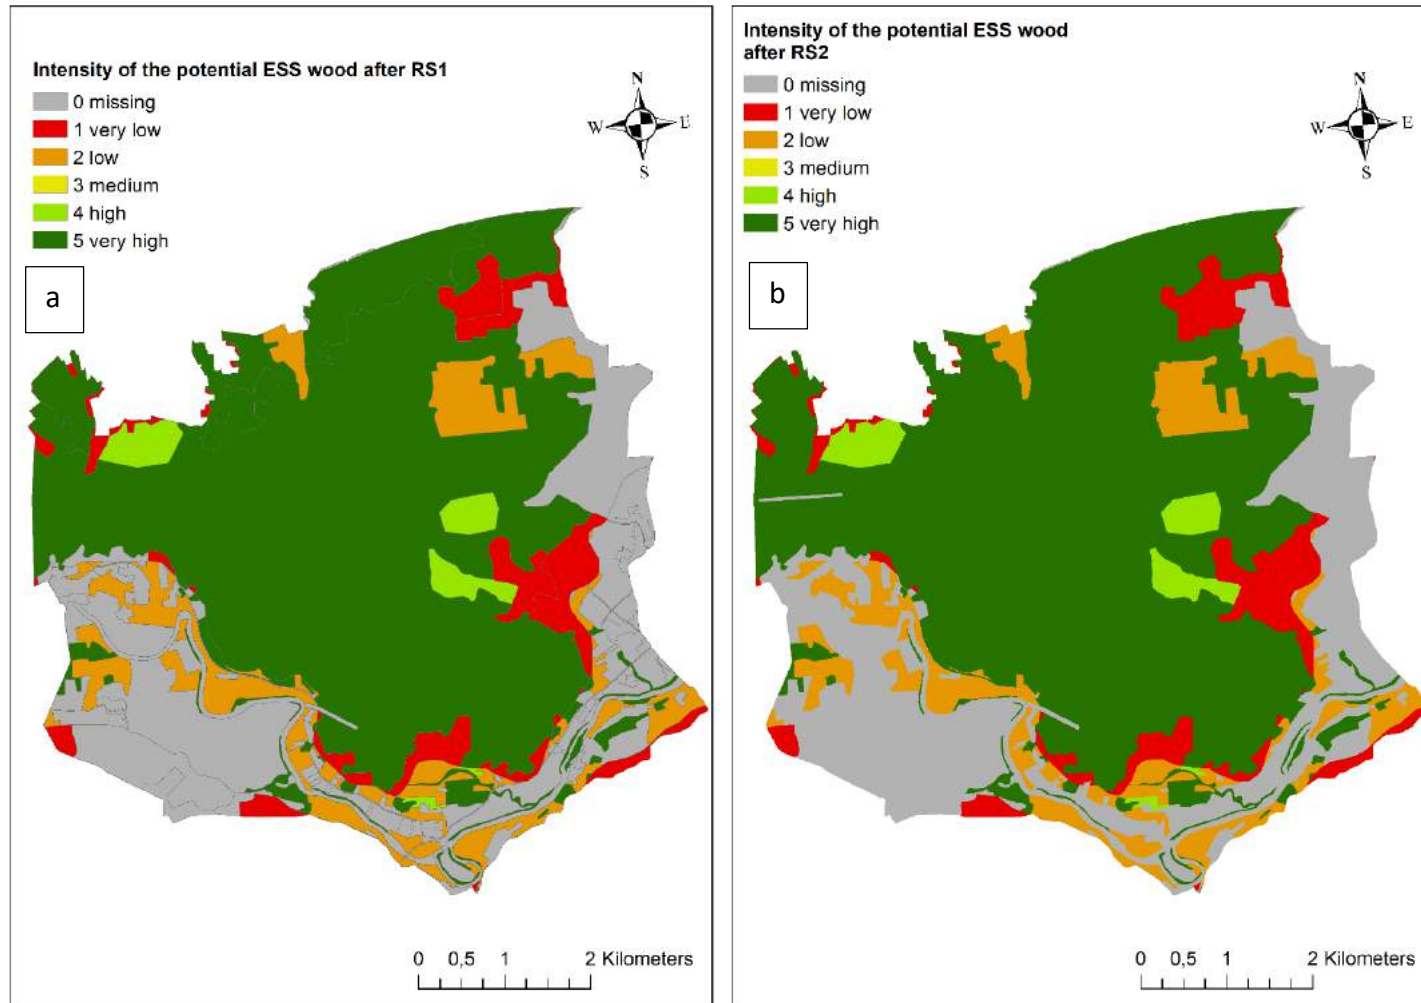 Intensity of the potential ESS wood after RS1
0 missing
1 very low
2 low
3 medium
4 high
5 very high
N
W E
S
a
0 0,5 1 2 Kilometers
Intensity of the potential ESS wood
after RS2
0 missing
1 very low
2 low
3 medium
4 high
5 very high
N
W E
S
b
0 0,5 1 2 Kilometers